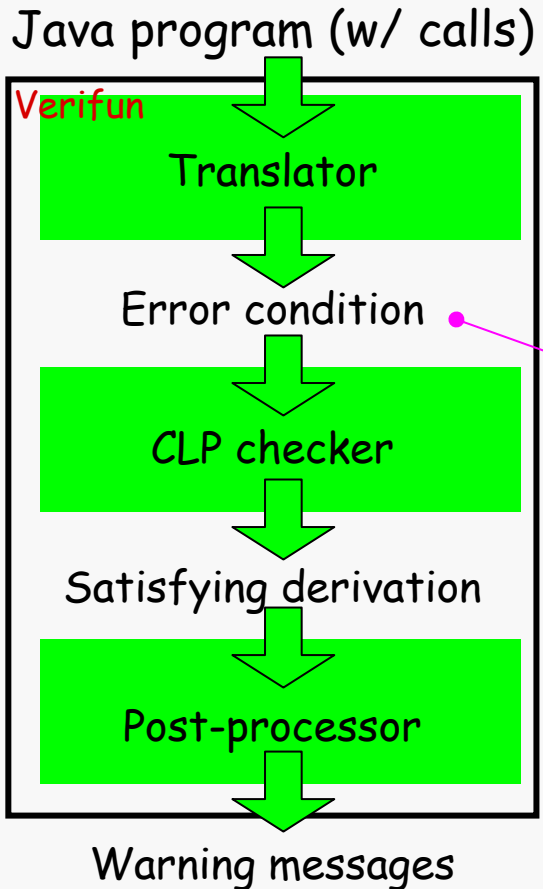 Java program (w/ calls)
Verifun
Translator
Error condition
CLP checker
Satisfying derivation
Post-processor
Warning messages